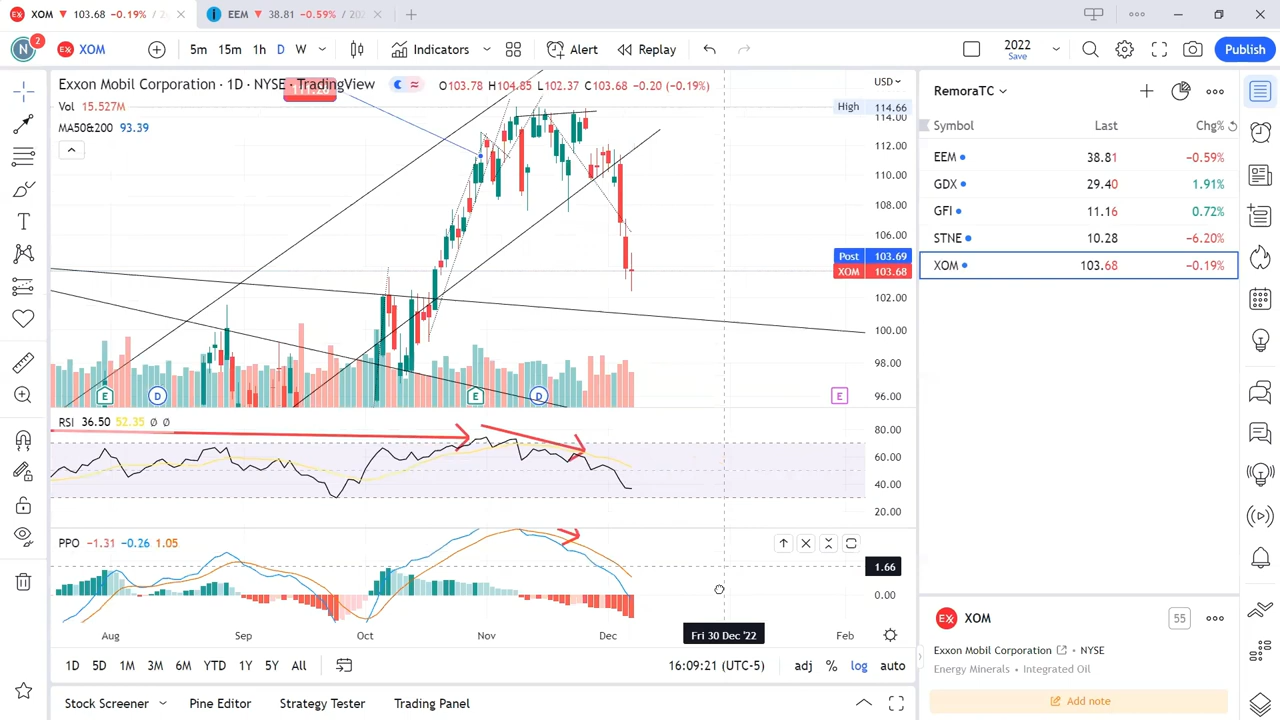 XOM 103.68 −0.19% / 2
EEM 38.81 −0.59% / 202
N 2 XOM 5m 15m 1h D W Indicators Alert Replay 2022 Save Publish
Exxon Mobil Corporation · 1D · NYSE · TradingView O103.78 H104.85 L102.37 C103.68 −0.20 (−0.19%)
Vol 15.527M
MA50&200 93.39
USD
High 114.66
114.00
112.00
110.00
108.00
106.00
Post 103.69
XOM 103.68
102.00
100.00
98.00
96.00
E D E D E
RSI 36.50 52.35 Ø Ø
80.00
60.00
40.00
20.00
PPO −1.31 −0.26 1.05
1.66
0.00
Aug Sep Oct Nov Dec Fri 30 Dec '22 Feb
1D 5D 1M 3M 6M YTD 1Y 5Y All 16:09:21 (UTC-5) adj % log auto
Stock Screener Pine Editor Strategy Tester Trading Panel
RemoraTC
Symbol Last Chg%
EEM 38.81 −0.59%
GDX 29.40 1.91%
GFI 11.16 0.72%
STNE 10.28 −6.20%
XOM 103.68 −0.19%
XOM 55
Exxon Mobil Corporation • NYSE
Energy Minerals • Integrated Oil
Add note